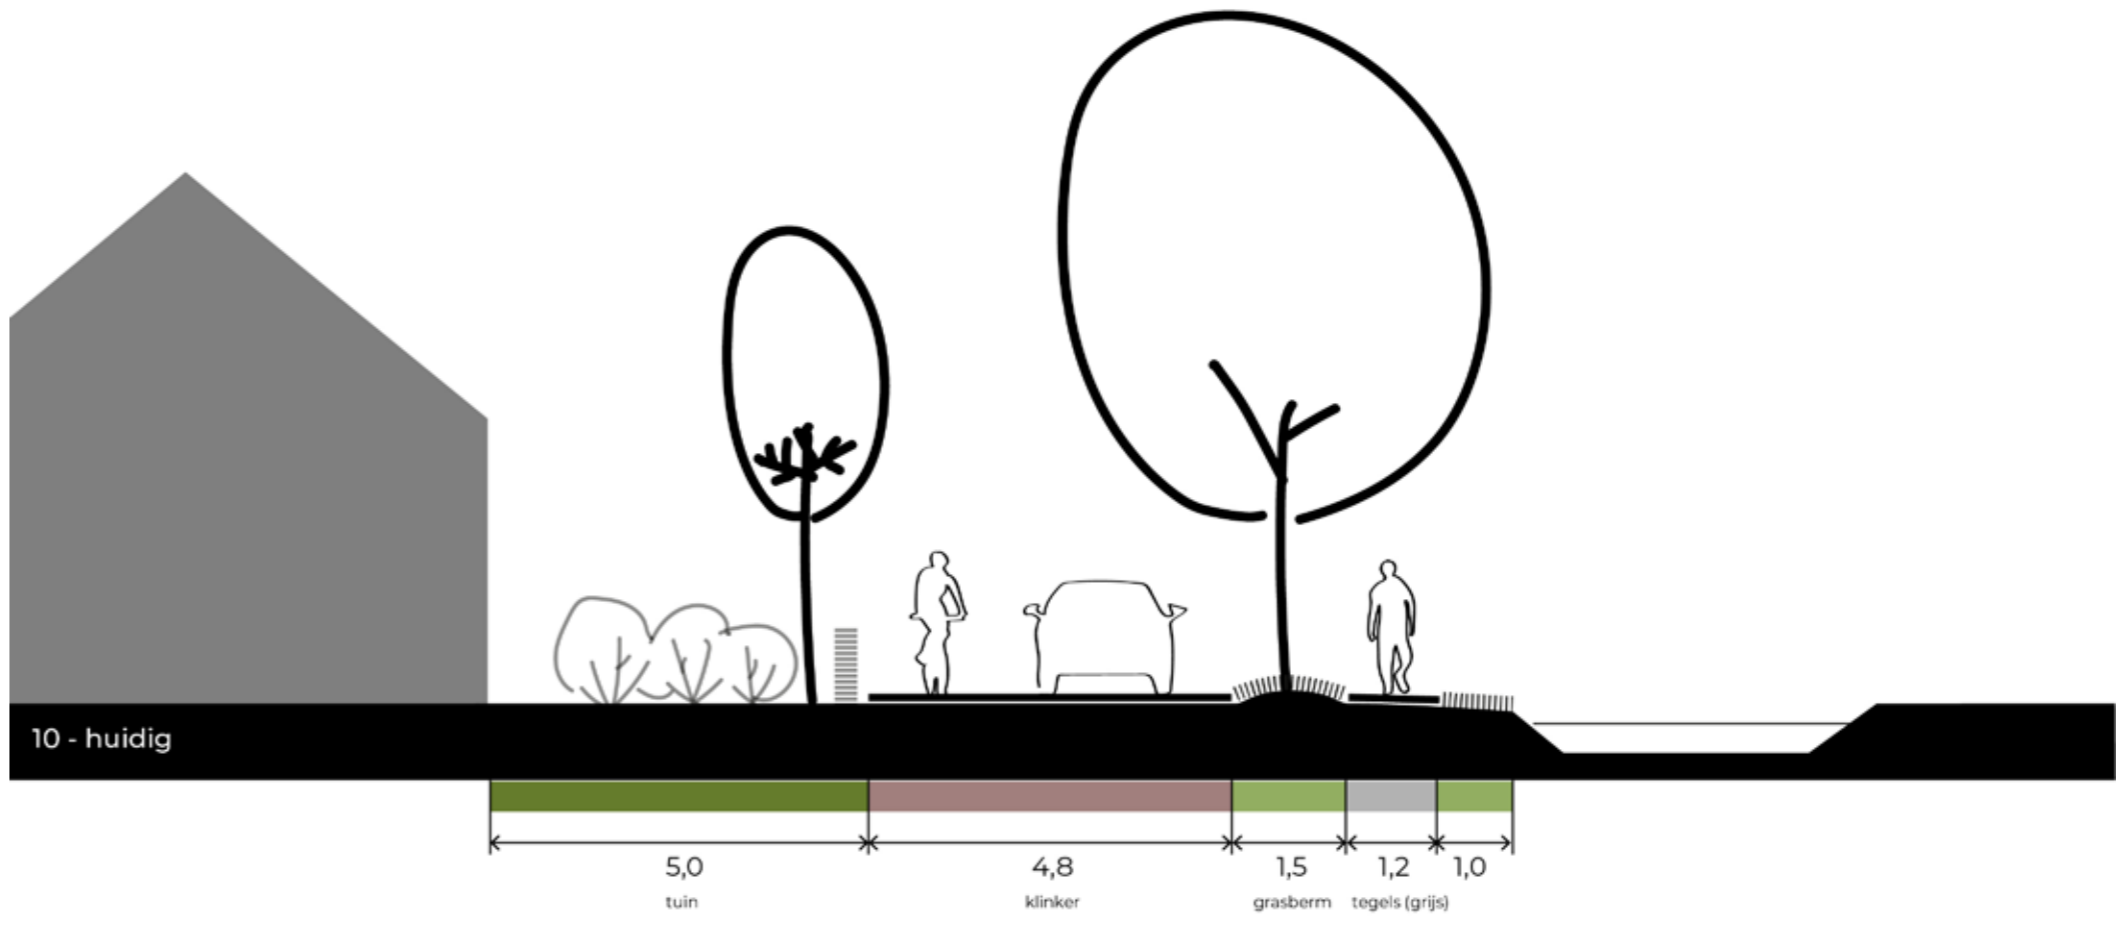 10 - huidig
5,0 4,8 1,5 1,2 1,0
tuin klinker grasberm tegels (grijs)